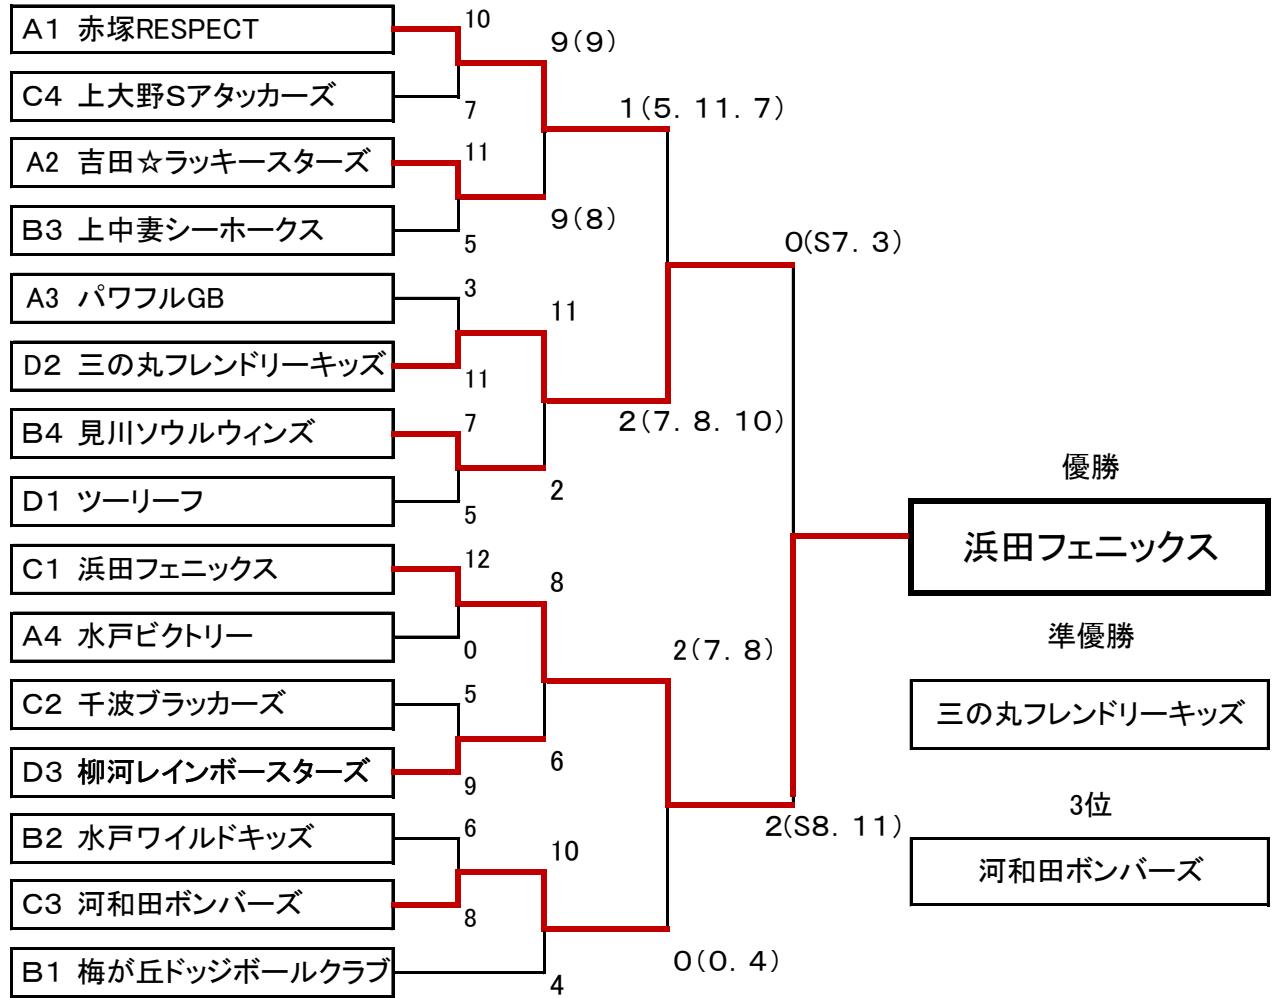 A1 赤塚RESPECT
C4 上大野Sアタッカーズ
A2 吉田☆ラッキースターズ
B3 上中妻シーホークス
A3 パワフルGB
D2 三の丸フレンドリーキッズ
B4 見川ソウルウィンズ
D1 ツーリーフ
C1 浜田フェニックス
A4 水戸ビクトリー
C2 千波ブラッカーズ
D3 柳河レインボースターズ
B2 水戸ワイルドキッズ
C3 河和田ボンバーズ
B1 梅が丘ドッジボールクラブ
10
7
11
5
3
11
7
5
12
0
5
9
6
8
9(9)
9(8)
11
2
8
6
10
4
1(5. 11. 7)
2(7. 8. 10)
2(7. 8)
0(0. 4)
0(S7. 3)
2(S8. 11)
優勝
浜田フェニックス
準優勝
三の丸フレンドリーキッズ
3位
河和田ボンバーズ